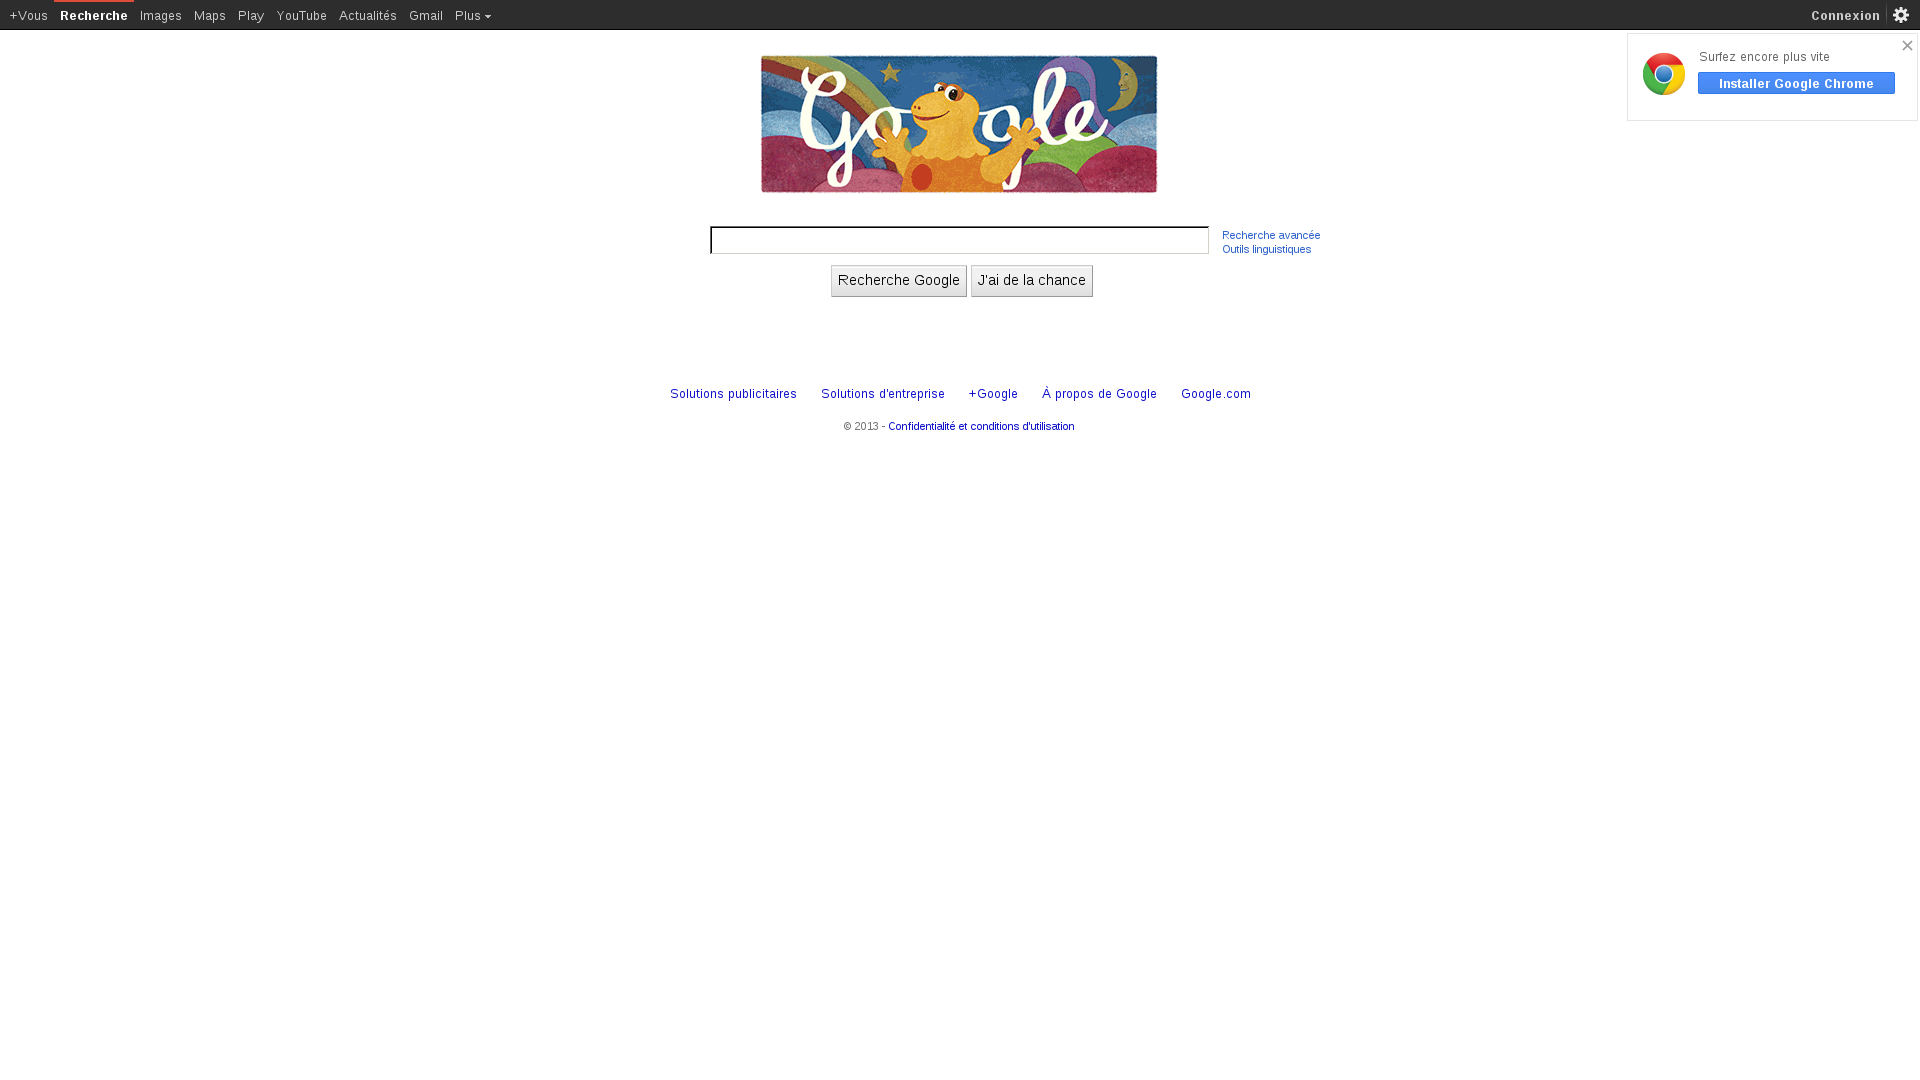 +Vous Recherche Images Maps Play YouTube Actualités Gmail Plus Connexion
Surfez encore plus vite
Installer Google Chrome
Google
Recherche avancée
Outils linguistiques
Recherche Google J'ai de la chance
Solutions publicitaires Solutions d'entreprise +Google À propos de Google Google.com
© 2013 - Confidentialité et conditions d'utilisation